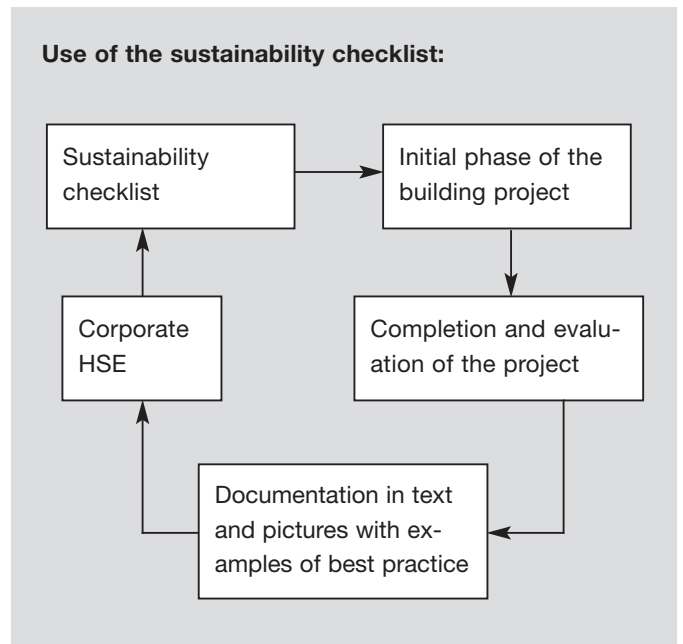 Use of the sustainability checklist:
Sustainability
checklist
Initial phase of the
building project
Corporate
HSE
Completion and evalu-
ation of the project
Documentation in text
and pictures with ex-
amples of best practice